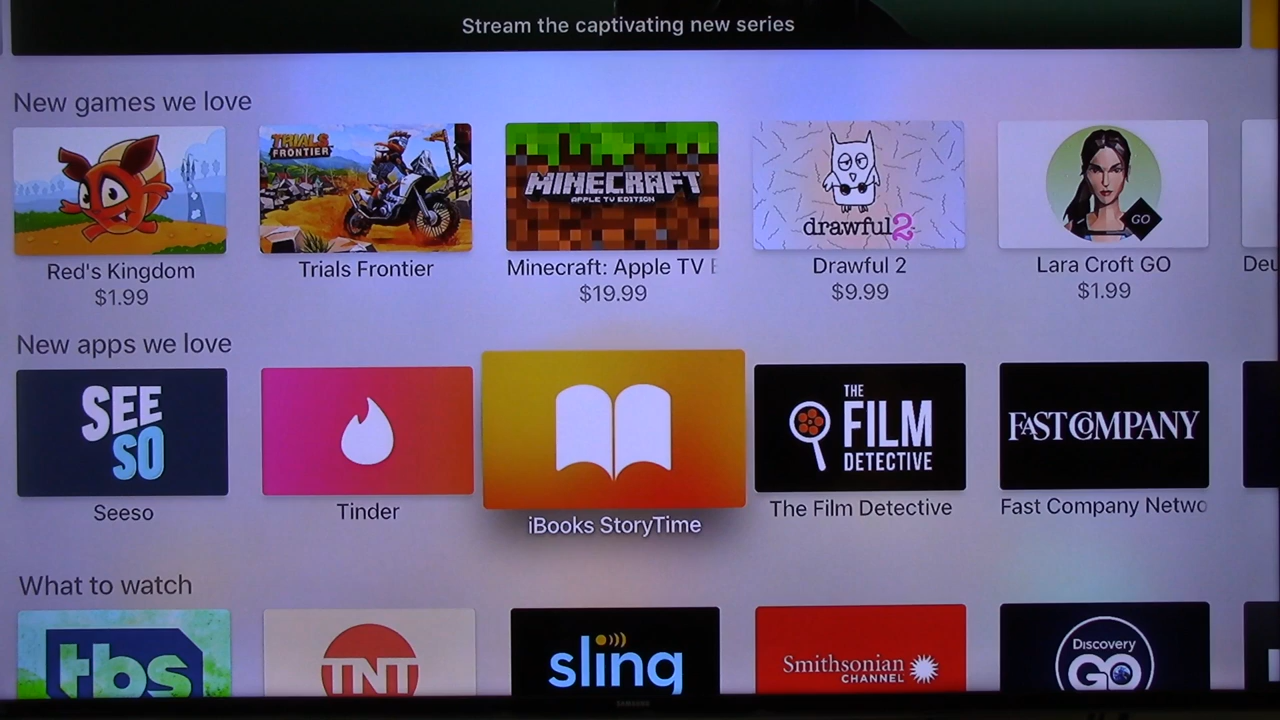 Stream the captivating new series
New games we love
TRIALS
FRONTIER
MINECRAFT
APPLE TV EDITION
drawful2
GO
Red's Kingdom
Trials Frontier
Minecraft: Apple TV E
Drawful 2
Lara Croft GO
Deu
$1.99
$19.99
$9.99
$1.99
New apps we love
SEE
SO
THE
FILM
DETECTIVE
FAST COMPANY
Seeso
Tinder
iBooks StoryTime
The Film Detective
Fast Company Netwo
What to watch
tbs
TNT
sling
Smithsonian
CHANNEL
Discovery
GO
SAMSUNG